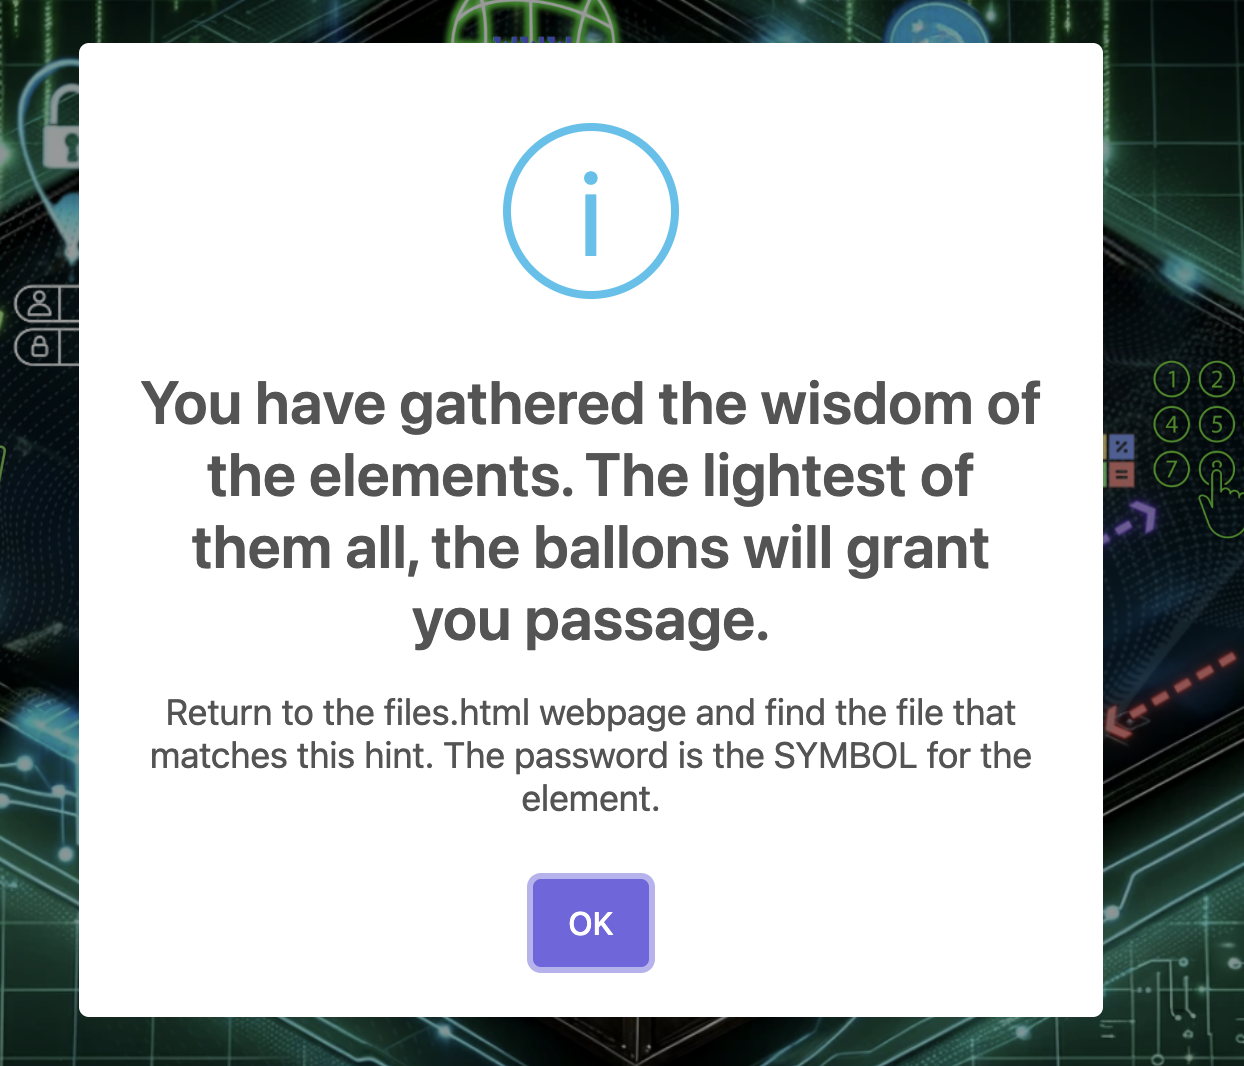 i
You have gathered the wisdom of
the elements. The lightest of
them all, the ballons will grant
you passage.
Return to the files.html webpage and find the file that
matches this hint. The password is the SYMBOL for the
element.
OK
1 2
4 5
7
%
=